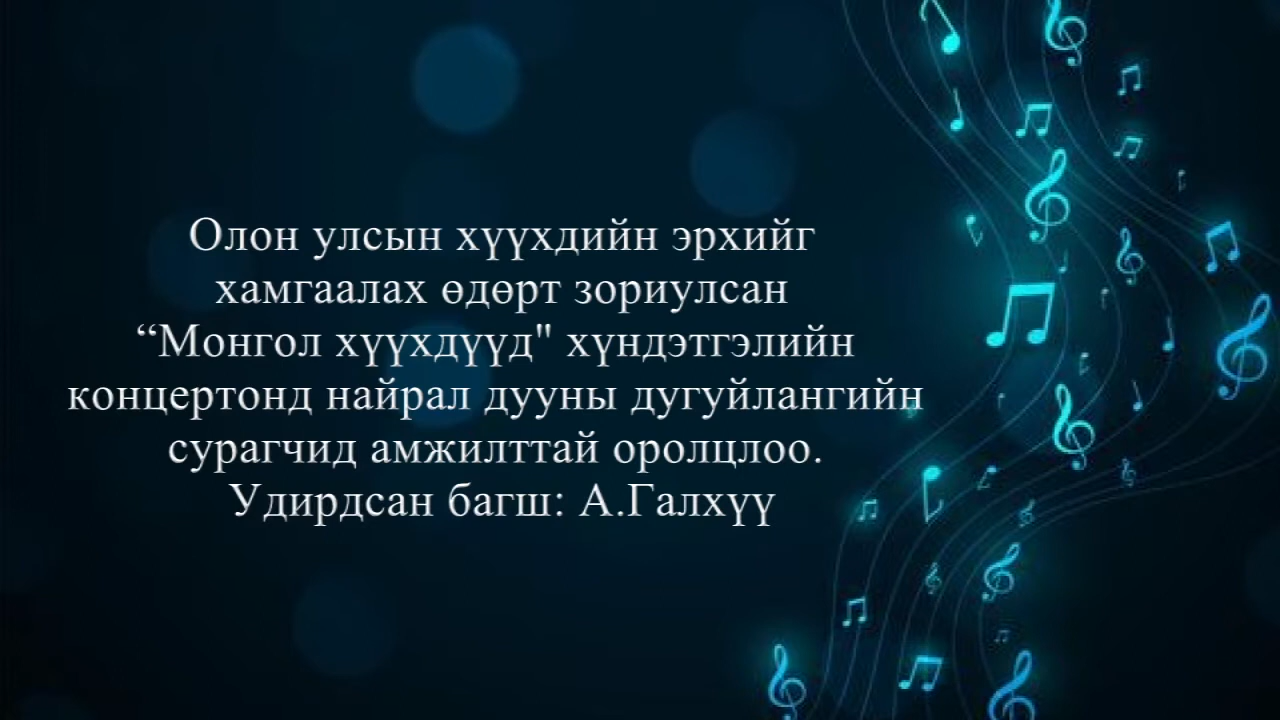 Олон улсын хүүхдийн эрхийг
хамгаалах өдөрт зориулсан
“Монгол хүүхдүүд" хүндэтгэлийн
концертонд найрал дууны дугуйлангийн
сурагчид амжилттай оролцлоо.
Удирдсан багш: А.Галхүү